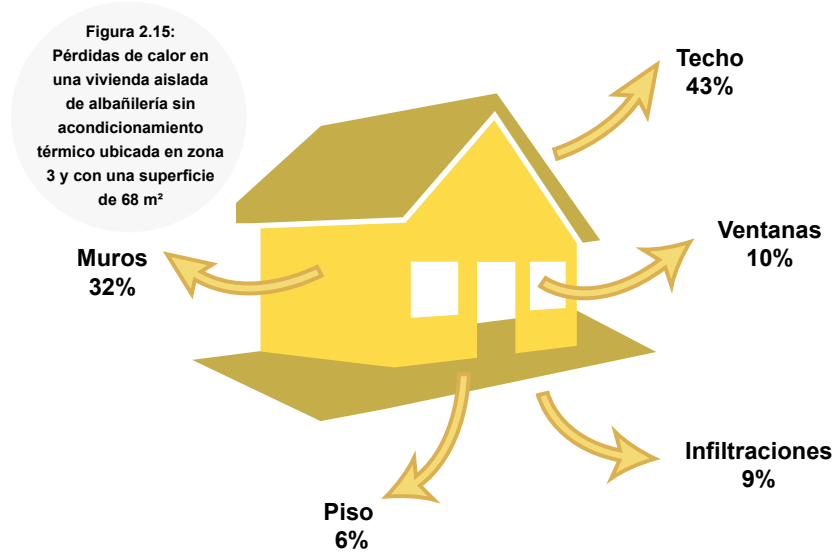 Figura 2.15:
Pérdidas de calor en
una vivienda aislada
de albañilería sin
acondicionamiento
térmico ubicada en zona
3 y con una superficie
de 68 m²
Techo
43%
Ventanas
10%
Muros
32%
Infiltraciones
9%
Piso
6%